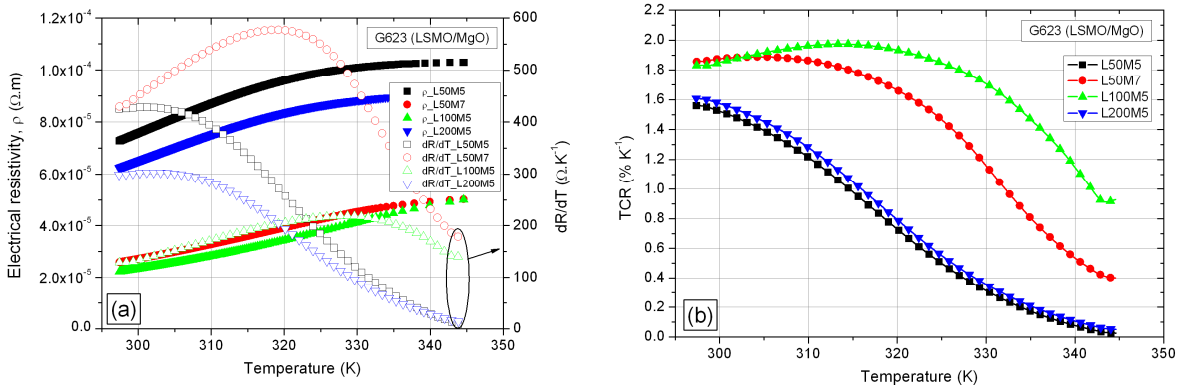 G623 (LSMO/MgO)
1.2x10⁻⁴
1.0x10⁻⁴
8.0x10⁻⁵
6.0x10⁻⁵
4.0x10⁻⁵
2.0x10⁻⁵
0.0
Electrical resistivity, ρ (Ω.m)
ρ_L50M5
ρ_L50M7
ρ_L100M5
ρ_L200M5
dR/dT_L50M5
dR/dT_L50M7
dR/dT_L100M5
dR/dT_L200M5
600
500
400
300
200
100
0
dR/dT (Ω.K⁻¹)
(a)
300 310 320 330 340 350
Temperature (K)
G623 (LSMO/MgO)
2.2
2.0
1.8
1.6
1.4
1.2
1.0
0.8
0.6
0.4
0.2
0.0
TCR (% K⁻¹)
L50M5
L50M7
L100M5
L200M5
(b)
300 310 320 330 340 350
Temperature (K)